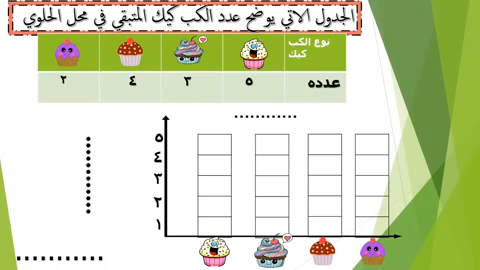 الجدول الاتي يوضح عدد الكب كيك المتبقي في محل الحلوي
نوع الكب كيك
عدده ٥ ٣ ٤ ٢
............
٥
٤
٣
٢
١
............
...........